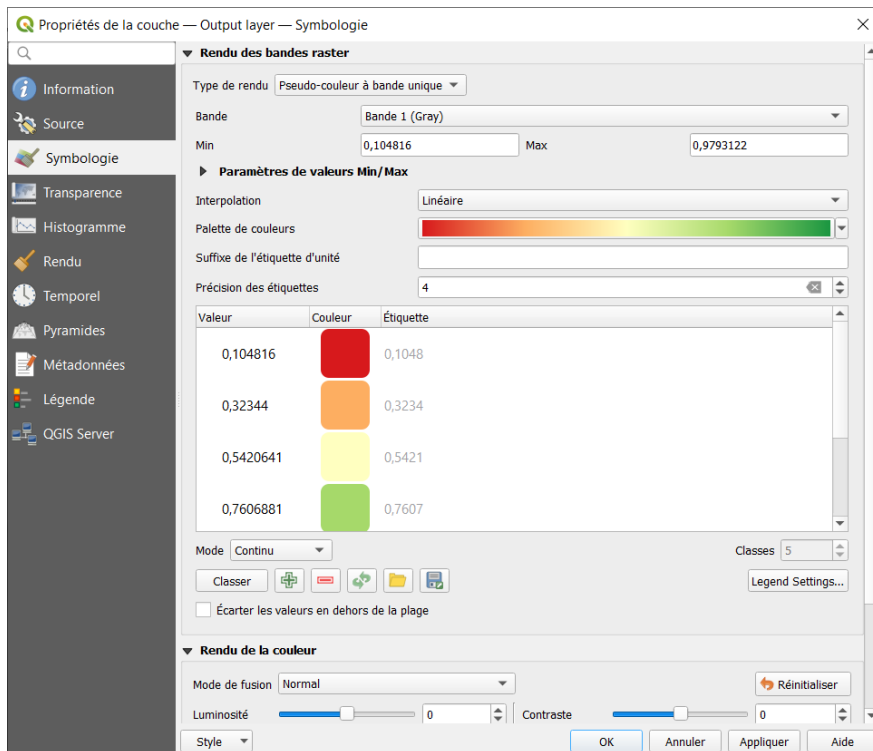 Propriétés de la couche — Output layer — Symbologie
Information
Source
Symbologie
Transparence
Histogramme
Rendu
Temporel
Pyramides
Métadonnées
Légende
QGIS Server
Rendu des bandes raster
Type de rendu Pseudo-couleur à bande unique
Bande Bande 1 (Gray)
Min 0,104816 Max 0,9793122
Paramètres de valeurs Min/Max
Interpolation Linéaire
Palette de couleurs
Suffixe de l'étiquette d'unité
Précision des étiquettes 4
Valeur Couleur Étiquette
0,104816 0,1048
0,32344 0,3234
0,5420641 0,5421
0,7606881 0,7607
Mode Continu Classes 5
Classer Legend Settings...
Écarter les valeurs en dehors de la plage
Rendu de la couleur
Mode de fusion Normal Réinitialiser
Luminosité 0 Contraste 0
Style OK Annuler Appliquer Aide